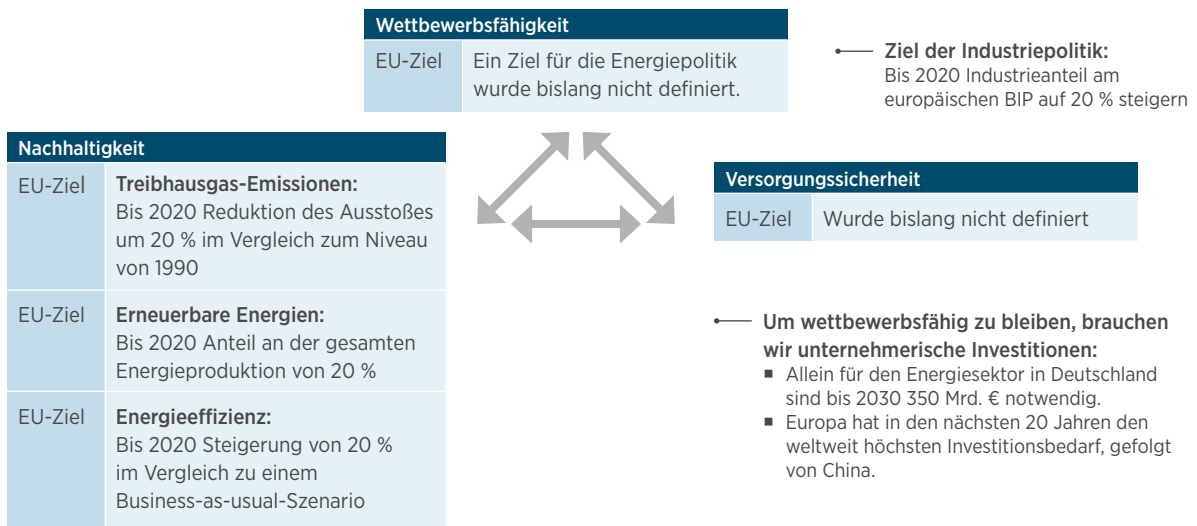 Wettbewerbsfähigkeit
EU-Ziel Ein Ziel für die Energiepolitik
wurde bislang nicht definiert.
Ziel der Industriepolitik:
Bis 2020 Industrieanteil am
europäischen BIP auf 20 % steigern
Nachhaltigkeit
EU-Ziel Treibhausgas-Emissionen:
Bis 2020 Reduktion des Ausstoßes
um 20 % im Vergleich zum Niveau
von 1990
EU-Ziel Erneuerbare Energien:
Bis 2020 Anteil an der gesamten
Energieproduktion von 20 %
EU-Ziel Energieeffizienz:
Bis 2020 Steigerung von 20 %
im Vergleich zu einem
Business-as-usual-Szenario
Versorgungssicherheit
EU-Ziel Wurde bislang nicht definiert
Um wettbewerbsfähig zu bleiben, brauchen
wir unternehmerische Investitionen:
■ Allein für den Energiesektor in Deutschland
sind bis 2030 350 Mrd. € notwendig.
■ Europa hat in den nächsten 20 Jahren den
weltweit höchsten Investitionsbedarf, gefolgt
von China.